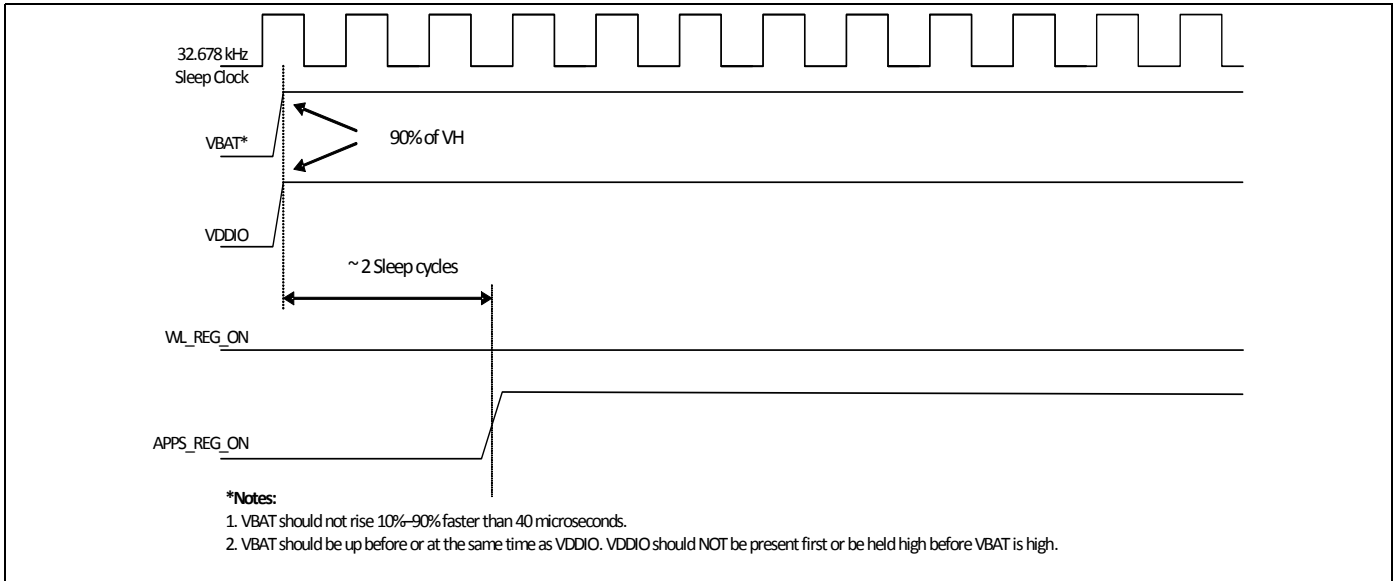 32.678 kHz
Sleep Clock
VBAT*
90% of VH
VDDIO
~ 2 Sleep cycles
WL_REG_ON
APPS_REG_ON
*Notes:
1. VBAT should not rise 10%–90% faster than 40 microseconds.
2. VBAT should be up before or at the same time as VDDIO. VDDIO should NOT be present first or be held high before VBAT is high.